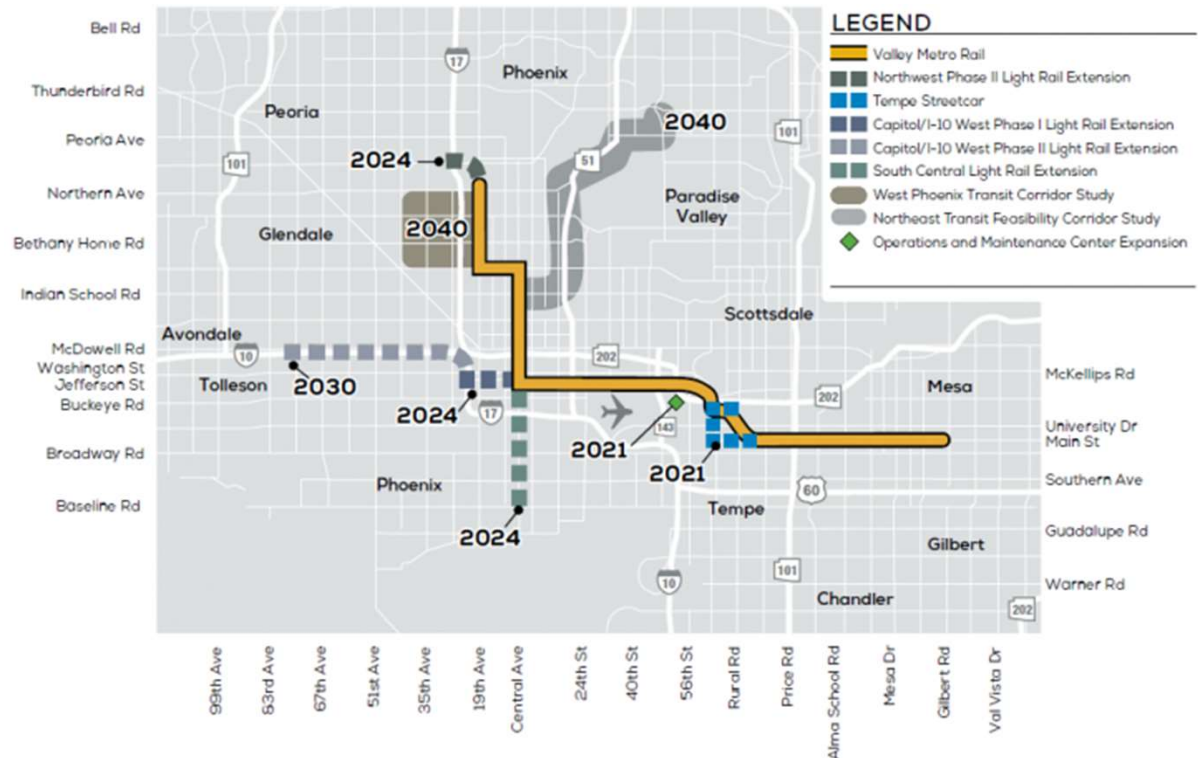 LEGEND
Valley Metro Rail
Northwest Phase II Light Rail Extension
Tempe Streetcar
Capitol/I-10 West Phase I Light Rail Extension
Capitol/I-10 West Phase II Light Rail Extension
South Central Light Rail Extension
West Phoenix Transit Corridor Study
Northeast Transit Feasibility Corridor Study
Operations and Maintenance Center Expansion
Bell Rd
Thunderbird Rd
Peoria Ave
Northern Ave
Bethany Home Rd
Indian School Rd
McDowell Rd
Washington St
Jefferson St
Buckeye Rd
Broadway Rd
Baseline Rd
17
Phoenix
Peoria
101
2040
101
2024
51
Paradise
Valley
2040
Glendale
Scottsdale
Avondale
10
202
Tolleson
2030
Mesa
2024
17
202
2021
143
2021
Phoenix
60
Tempe
2024
Gilbert
10
101
Chandler
202
McKellips Rd
University Dr
Main St
Southern Ave
Guadalupe Rd
Warner Rd
99th Ave
83rd Ave
67th Ave
51st Ave
35th Ave
19th Ave
Central Ave
24th St
40th St
56th St
Rural Rd
Price Rd
Alma School Rd
Mesa Dr
Gilbert Rd
Val Vista Dr